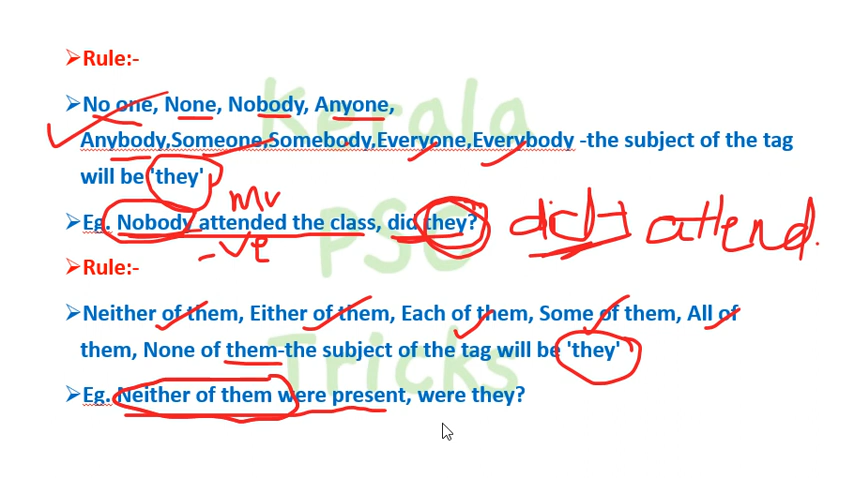 ➢Rule:-
➢No one, None, Nobody, Anyone,
Anybody,Someone,Somebody,Everyone,Everybody -the subject of the tag
will be 'they'
mv
➢Eg. Nobody attended the class, did they? did+ attend.
-ve
➢Rule:-
➢Neither of them, Either of them, Each of them, Some of them, All of
them, None of them-the subject of the tag will be 'they'
➢Eg. Neither of them were present, were they?
Kerala
PSC
Tricks